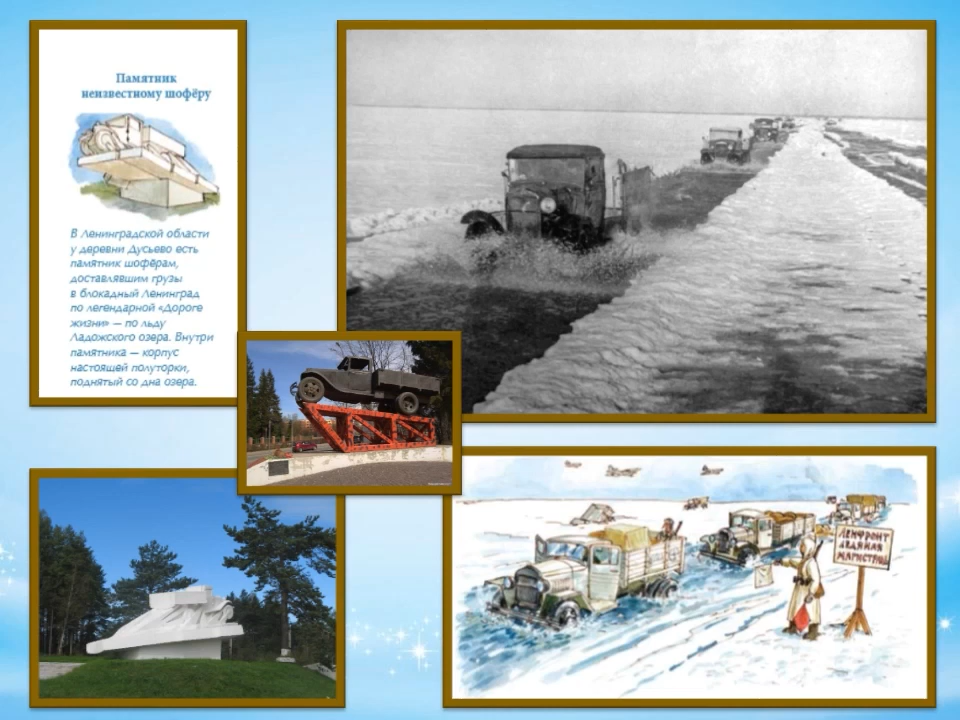 Памятник
неизвестному шофёру
В Ленинградской области
у деревни Дусьево есть
памятник шофёрам,
доставлявшим грузы
в блокадный Ленинград
по легендарной «Дороге
жизни» — по льду
Ладожского озера. Внутри
памятника — корпус
настоящей полуторки,
поднятый со дна озера.
ЛЕНФРОНТ
ЛЕДЯНАЯ
МАГИСТРАЛЬ